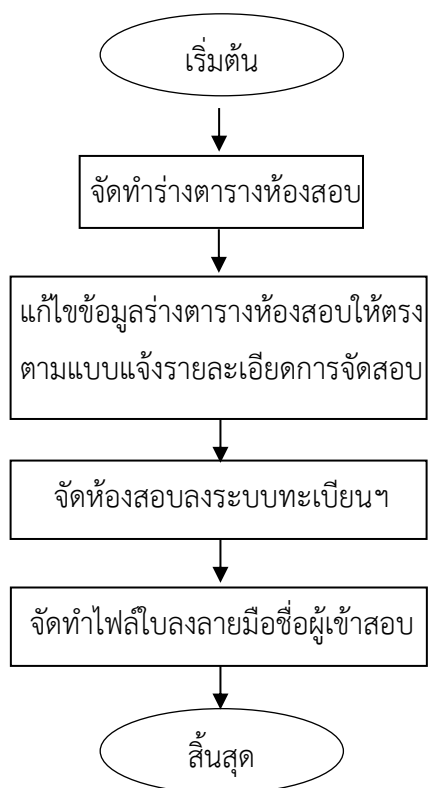 เริ่มต้น
จัดทำร่างตารางห้องสอบ
แก้ไขข้อมูลร่างตารางห้องสอบให้ตรง
ตามแบบแจ้งรายละเอียดการจัดสอบ
จัดห้องสอบลงระบบทะเบียนฯ
จัดทำไฟล์ใบลงลายมือชื่อผู้เข้าสอบ
สิ้นสุด